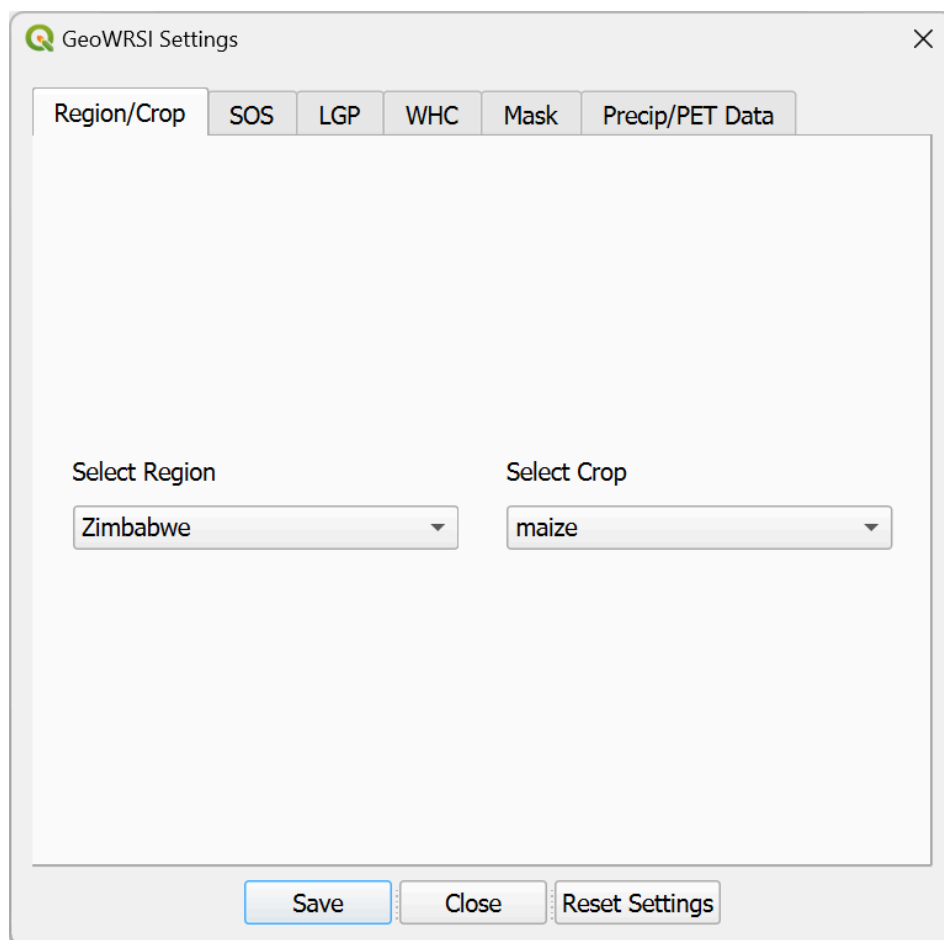 GeoWRSI Settings
Region/Crop SOS LGP WHC Mask Precip/PET Data
Select Region Select Crop
Zimbabwe maize
Save Close Reset Settings